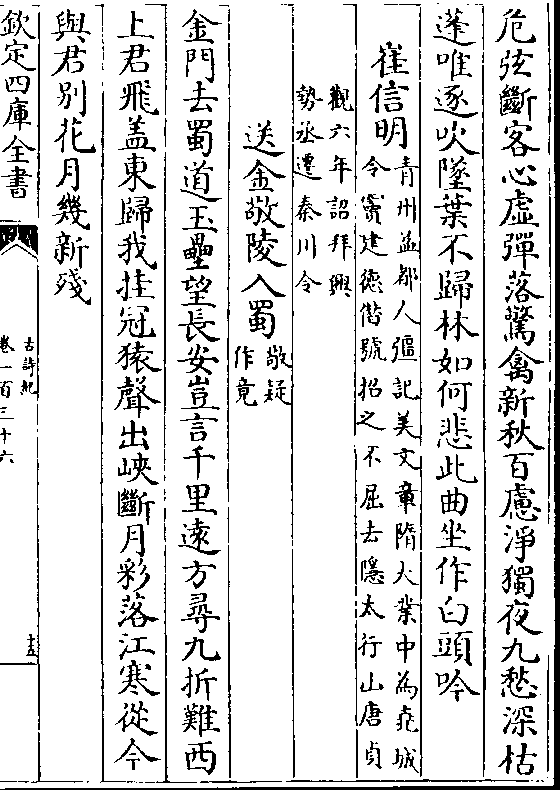 危弦斷客心虛彈落驚禽新秋百慮淨獨夜九愁深枯
蓬唯逐吹墜葉不歸林如何悲此曲坐作白頭吟
崔信明
青州益都人彊記美文章隋大業中為堯城
令竇建德僣號招之不屈去隱太行山唐貞
觀六年詔拜興
勢丞遷秦川令
送金敬陵入蜀
敬疑
作竟
金門去蜀道玉壘望長安豈言千里遠方尋九折難西
上君飛盖東歸我挂冠猿聲出峽斷月彩落江寒從今
與君別花月幾新殘
欽定四庫全書
古詩紀
卷一百三十六